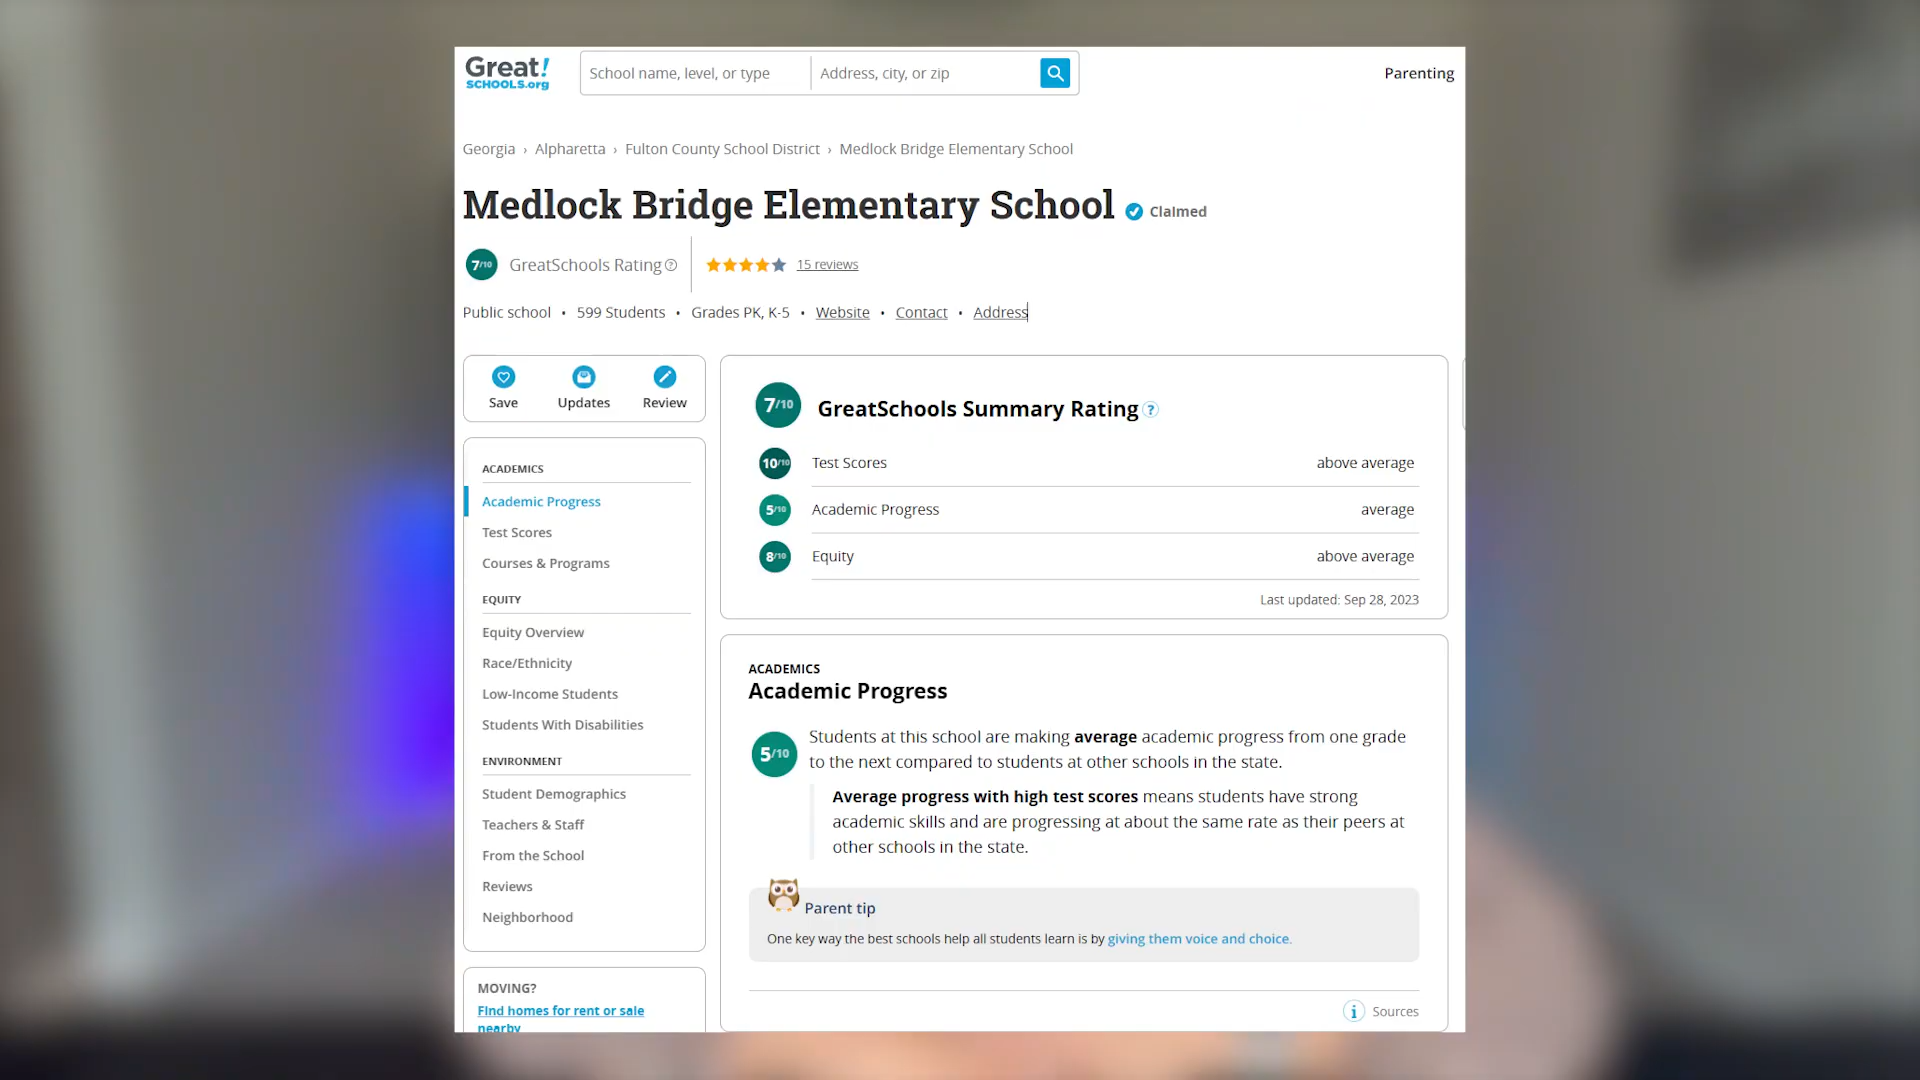 Great!
SCHOOLS.org
School name, level, or type
Address, city, or zip
Parenting
Georgia › Alpharetta › Fulton County School District › Medlock Bridge Elementary School
Medlock Bridge Elementary School
Claimed
7/10 GreatSchools Rating ?
15 reviews
Public school • 599 Students • Grades PK, K-5 • Website • Contact • Address
Save
Updates
Review
ACADEMICS
Academic Progress
Test Scores
Courses & Programs
EQUITY
Equity Overview
Race/Ethnicity
Low-Income Students
Students With Disabilities
ENVIRONMENT
Student Demographics
Teachers & Staff
From the School
Reviews
Neighborhood
MOVING?
Find homes for rent or sale
nearby
7/10 GreatSchools Summary Rating ?
10/10 Test Scores above average
5/10 Academic Progress average
8/10 Equity above average
Last updated: Sep 28, 2023
ACADEMICS
Academic Progress
5/10
Students at this school are making average academic progress from one grade
to the next compared to students at other schools in the state.
Average progress with high test scores means students have strong
academic skills and are progressing at about the same rate as their peers at
other schools in the state.
Parent tip
One key way the best schools help all students learn is by giving them voice and choice.
i Sources